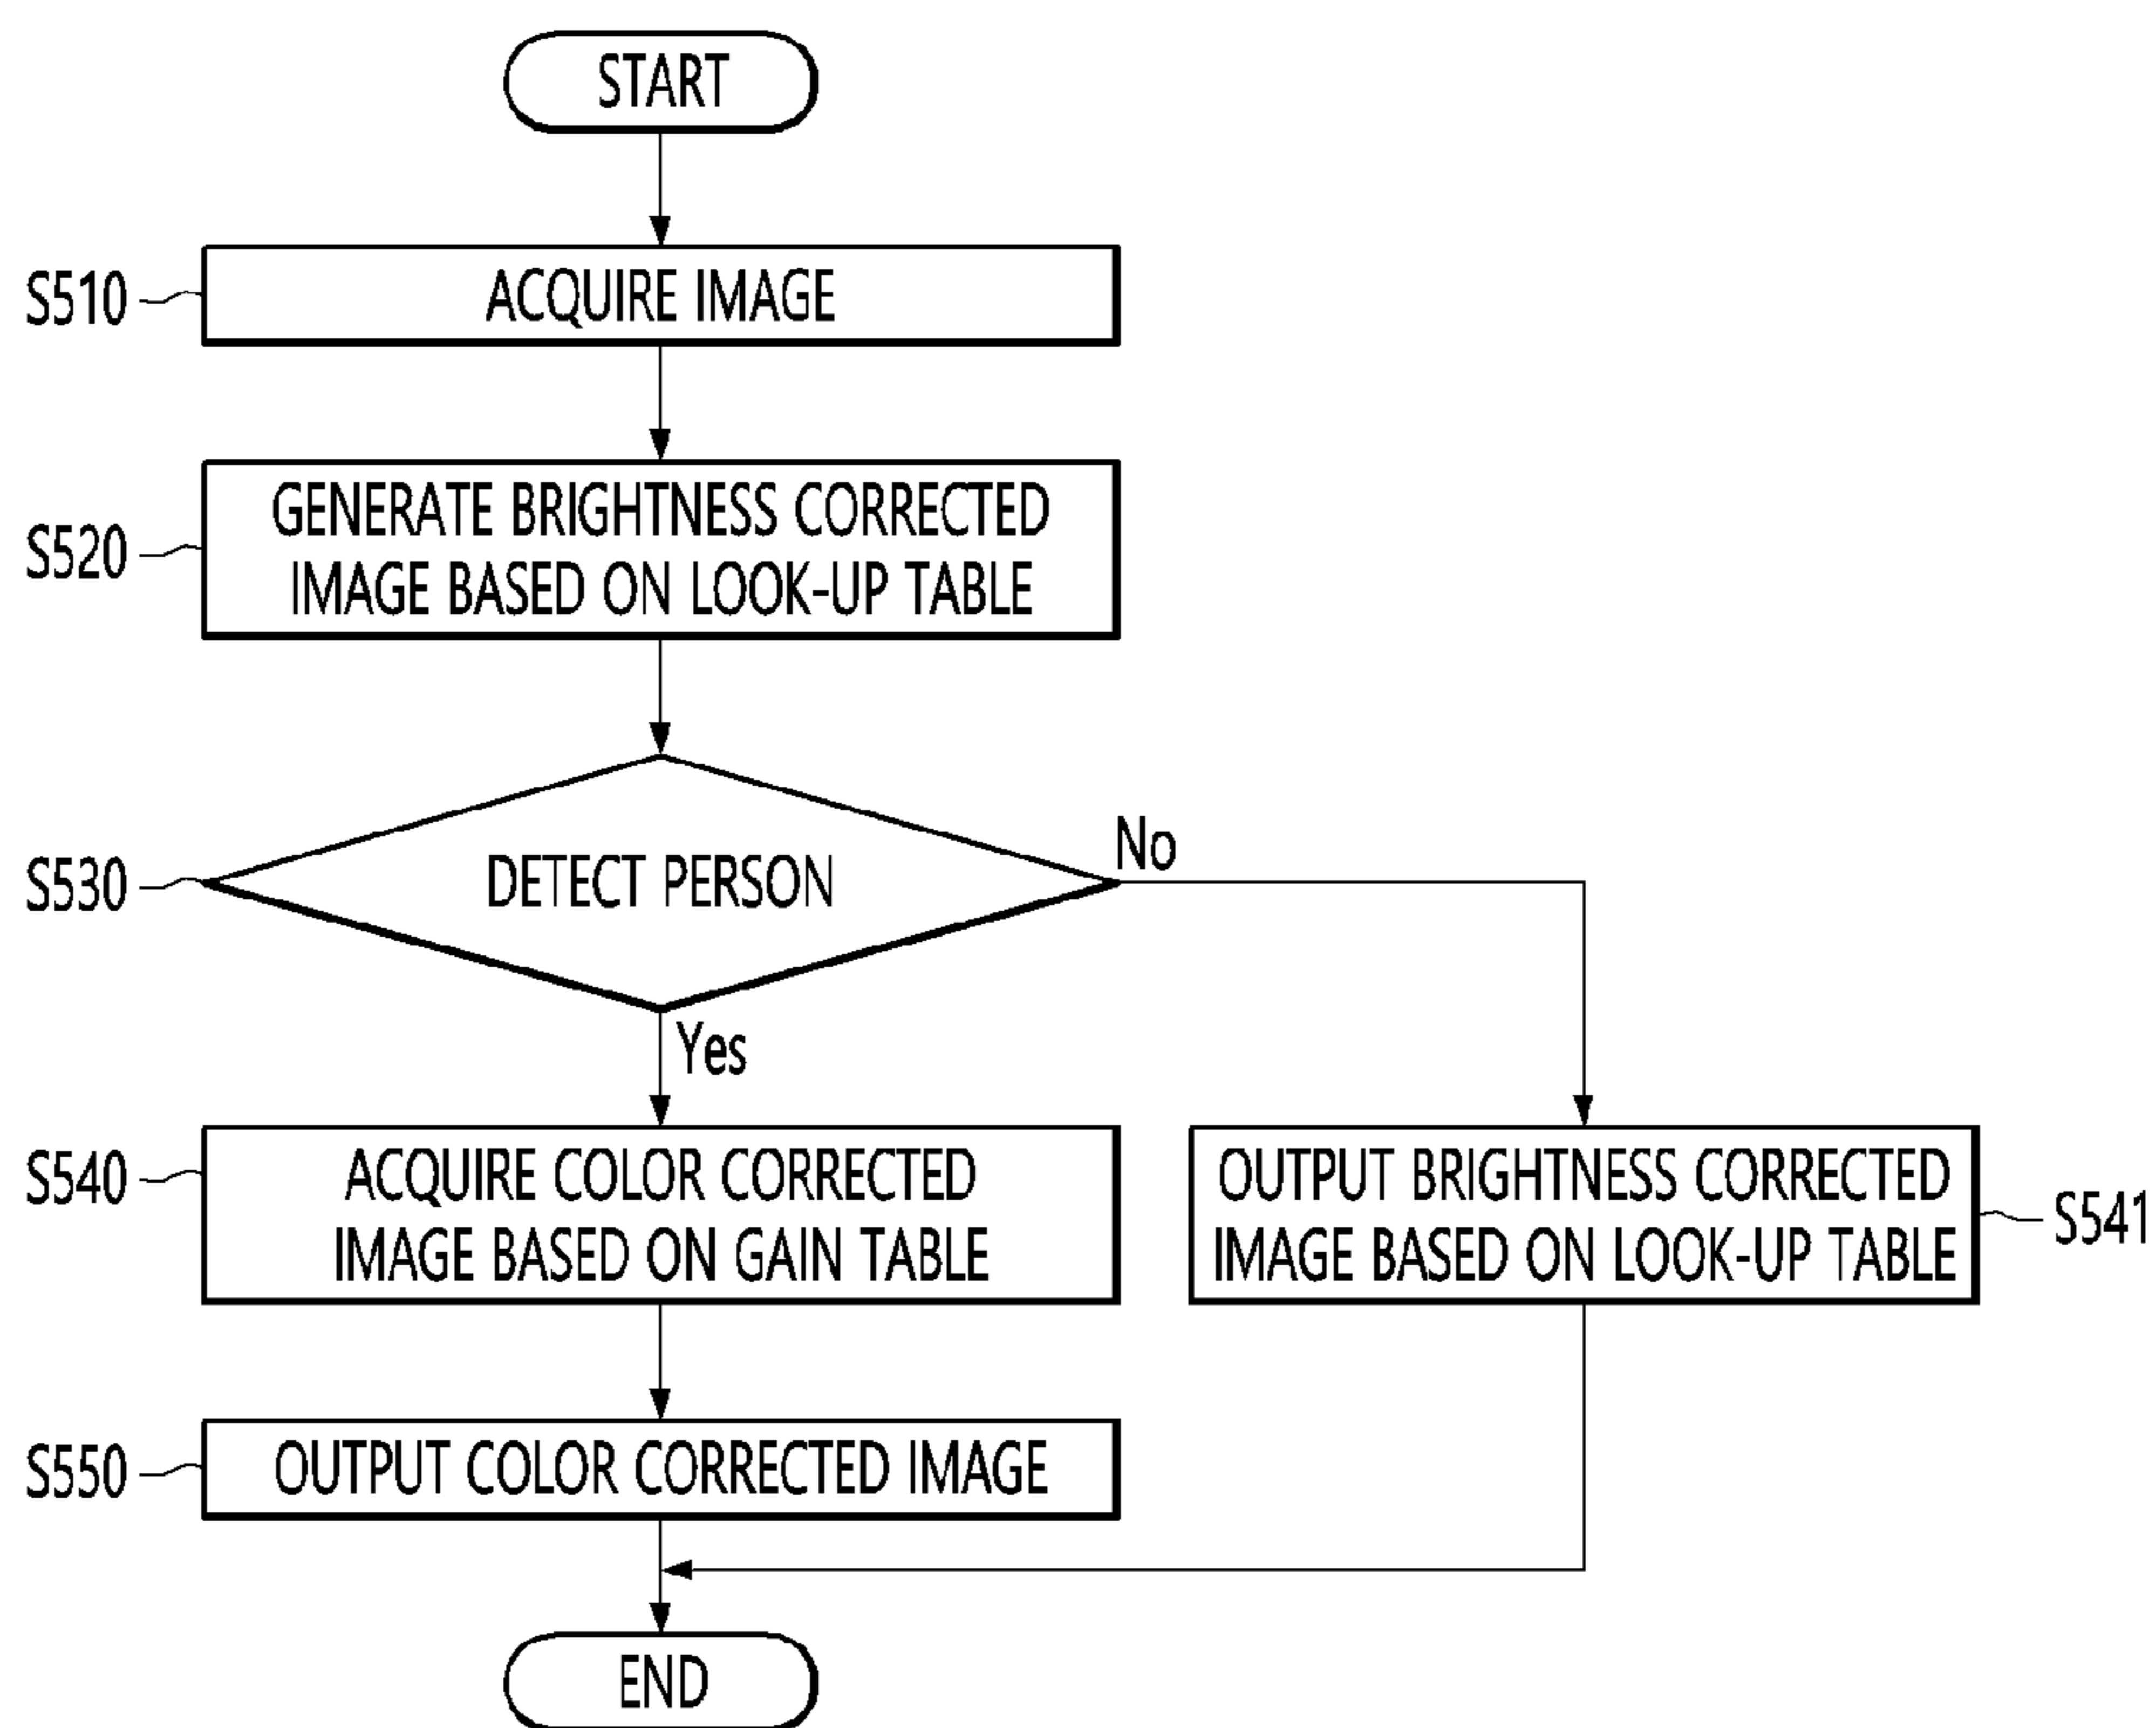 START
S510
ACQUIRE IMAGE
S520
GENERATE BRIGHTNESS CORRECTED
IMAGE BASED ON LOOK-UP TABLE
S530
DETECT PERSON
No
Yes
S540
ACQUIRE COLOR CORRECTED
IMAGE BASED ON GAIN TABLE
OUTPUT BRIGHTNESS CORRECTED
IMAGE BASED ON LOOK-UP TABLE
S541
S550
OUTPUT COLOR CORRECTED IMAGE
END